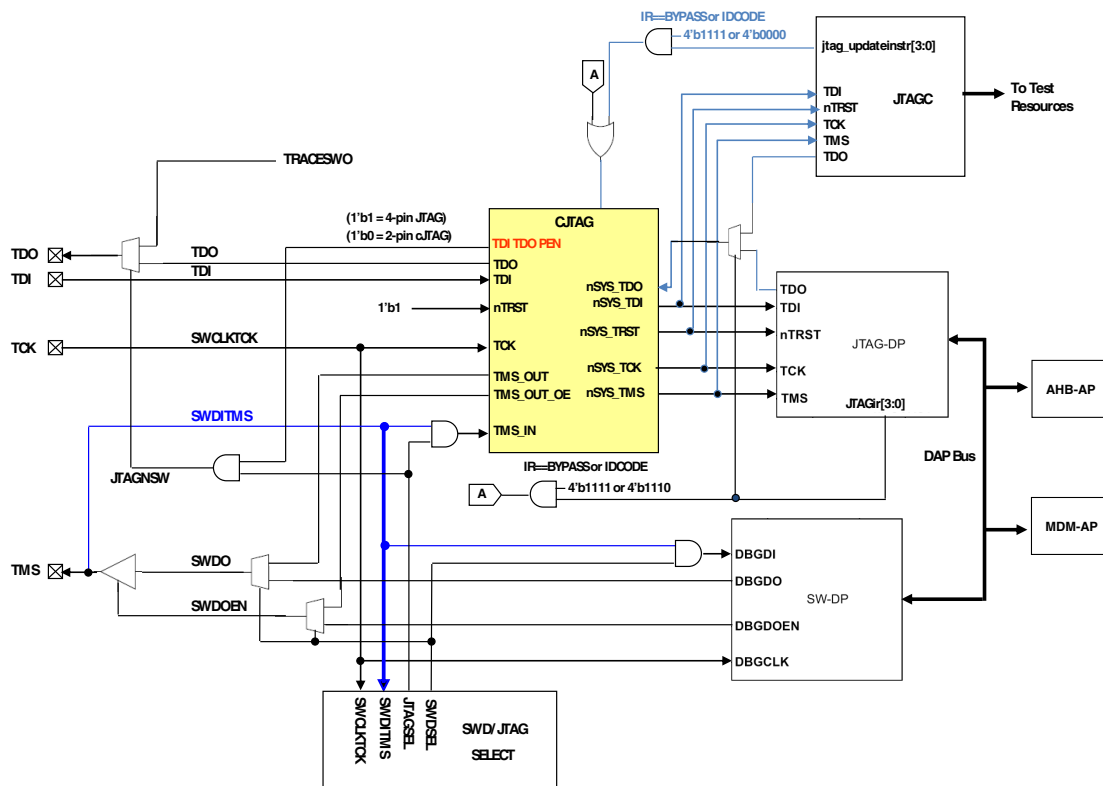 IR==BYPASS or IDCODE
4'b1111 or 4'b0000
jtag_updateinstr[3:0]
A
JTAGC
To Test
Resources
TDI
nTRST
TCK
TMS
TDO
TRACESWO
CJTAG
(1'b1 = 4-pin JTAG)
(1'b0 = 2-pin cJTAG)
TDI TDO PEN
TDO
TDO
TDO
TDI
TDI
TDI
nSYS_TDO
nSYS_TDI
TDO
TDI
1'b1
nTRST
nSYS_TRST
nTRST
JTAG-DP
TCK
SWCLKTCK
TCK
nSYS_TCK
TCK
TMS_OUT
TMS_OUT_OE
nSYS_TMS
TMS
AHB-AP
JTAGir[3:0]
SWDITMS
TMS_IN
DAP Bus
JTAGNSW
IR==BYPASS or IDCODE
4'b1111 or 4'b1110
A
MDM-AP
TMS
SWDO
DBGDI
DBGDO
SW-DP
SWDOEN
DBGDOEN
DBGCLK
SWCLKTCK
SWDITMS
JTAGSEL
SWDSEL
SWD/JTAG
SELECT